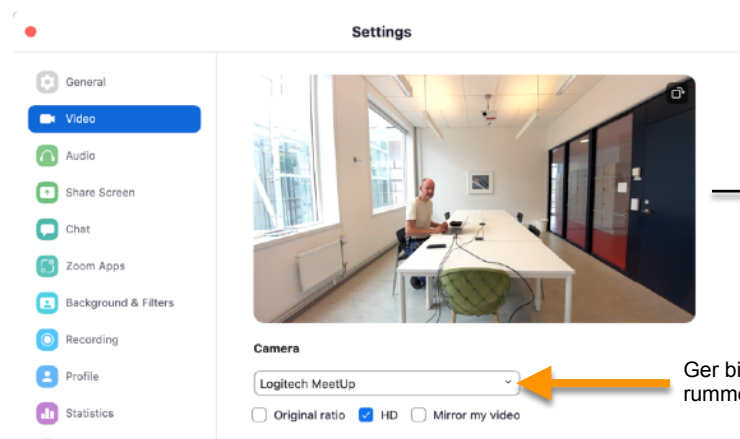 Settings
General
Video
Audio
Share Screen
Chat
Zoom Apps
Background & Filters
Recording
Profile
Statistics
Camera
Logitech MeetUp
Original ratio HD Mirror my video
Ger bi
rumme